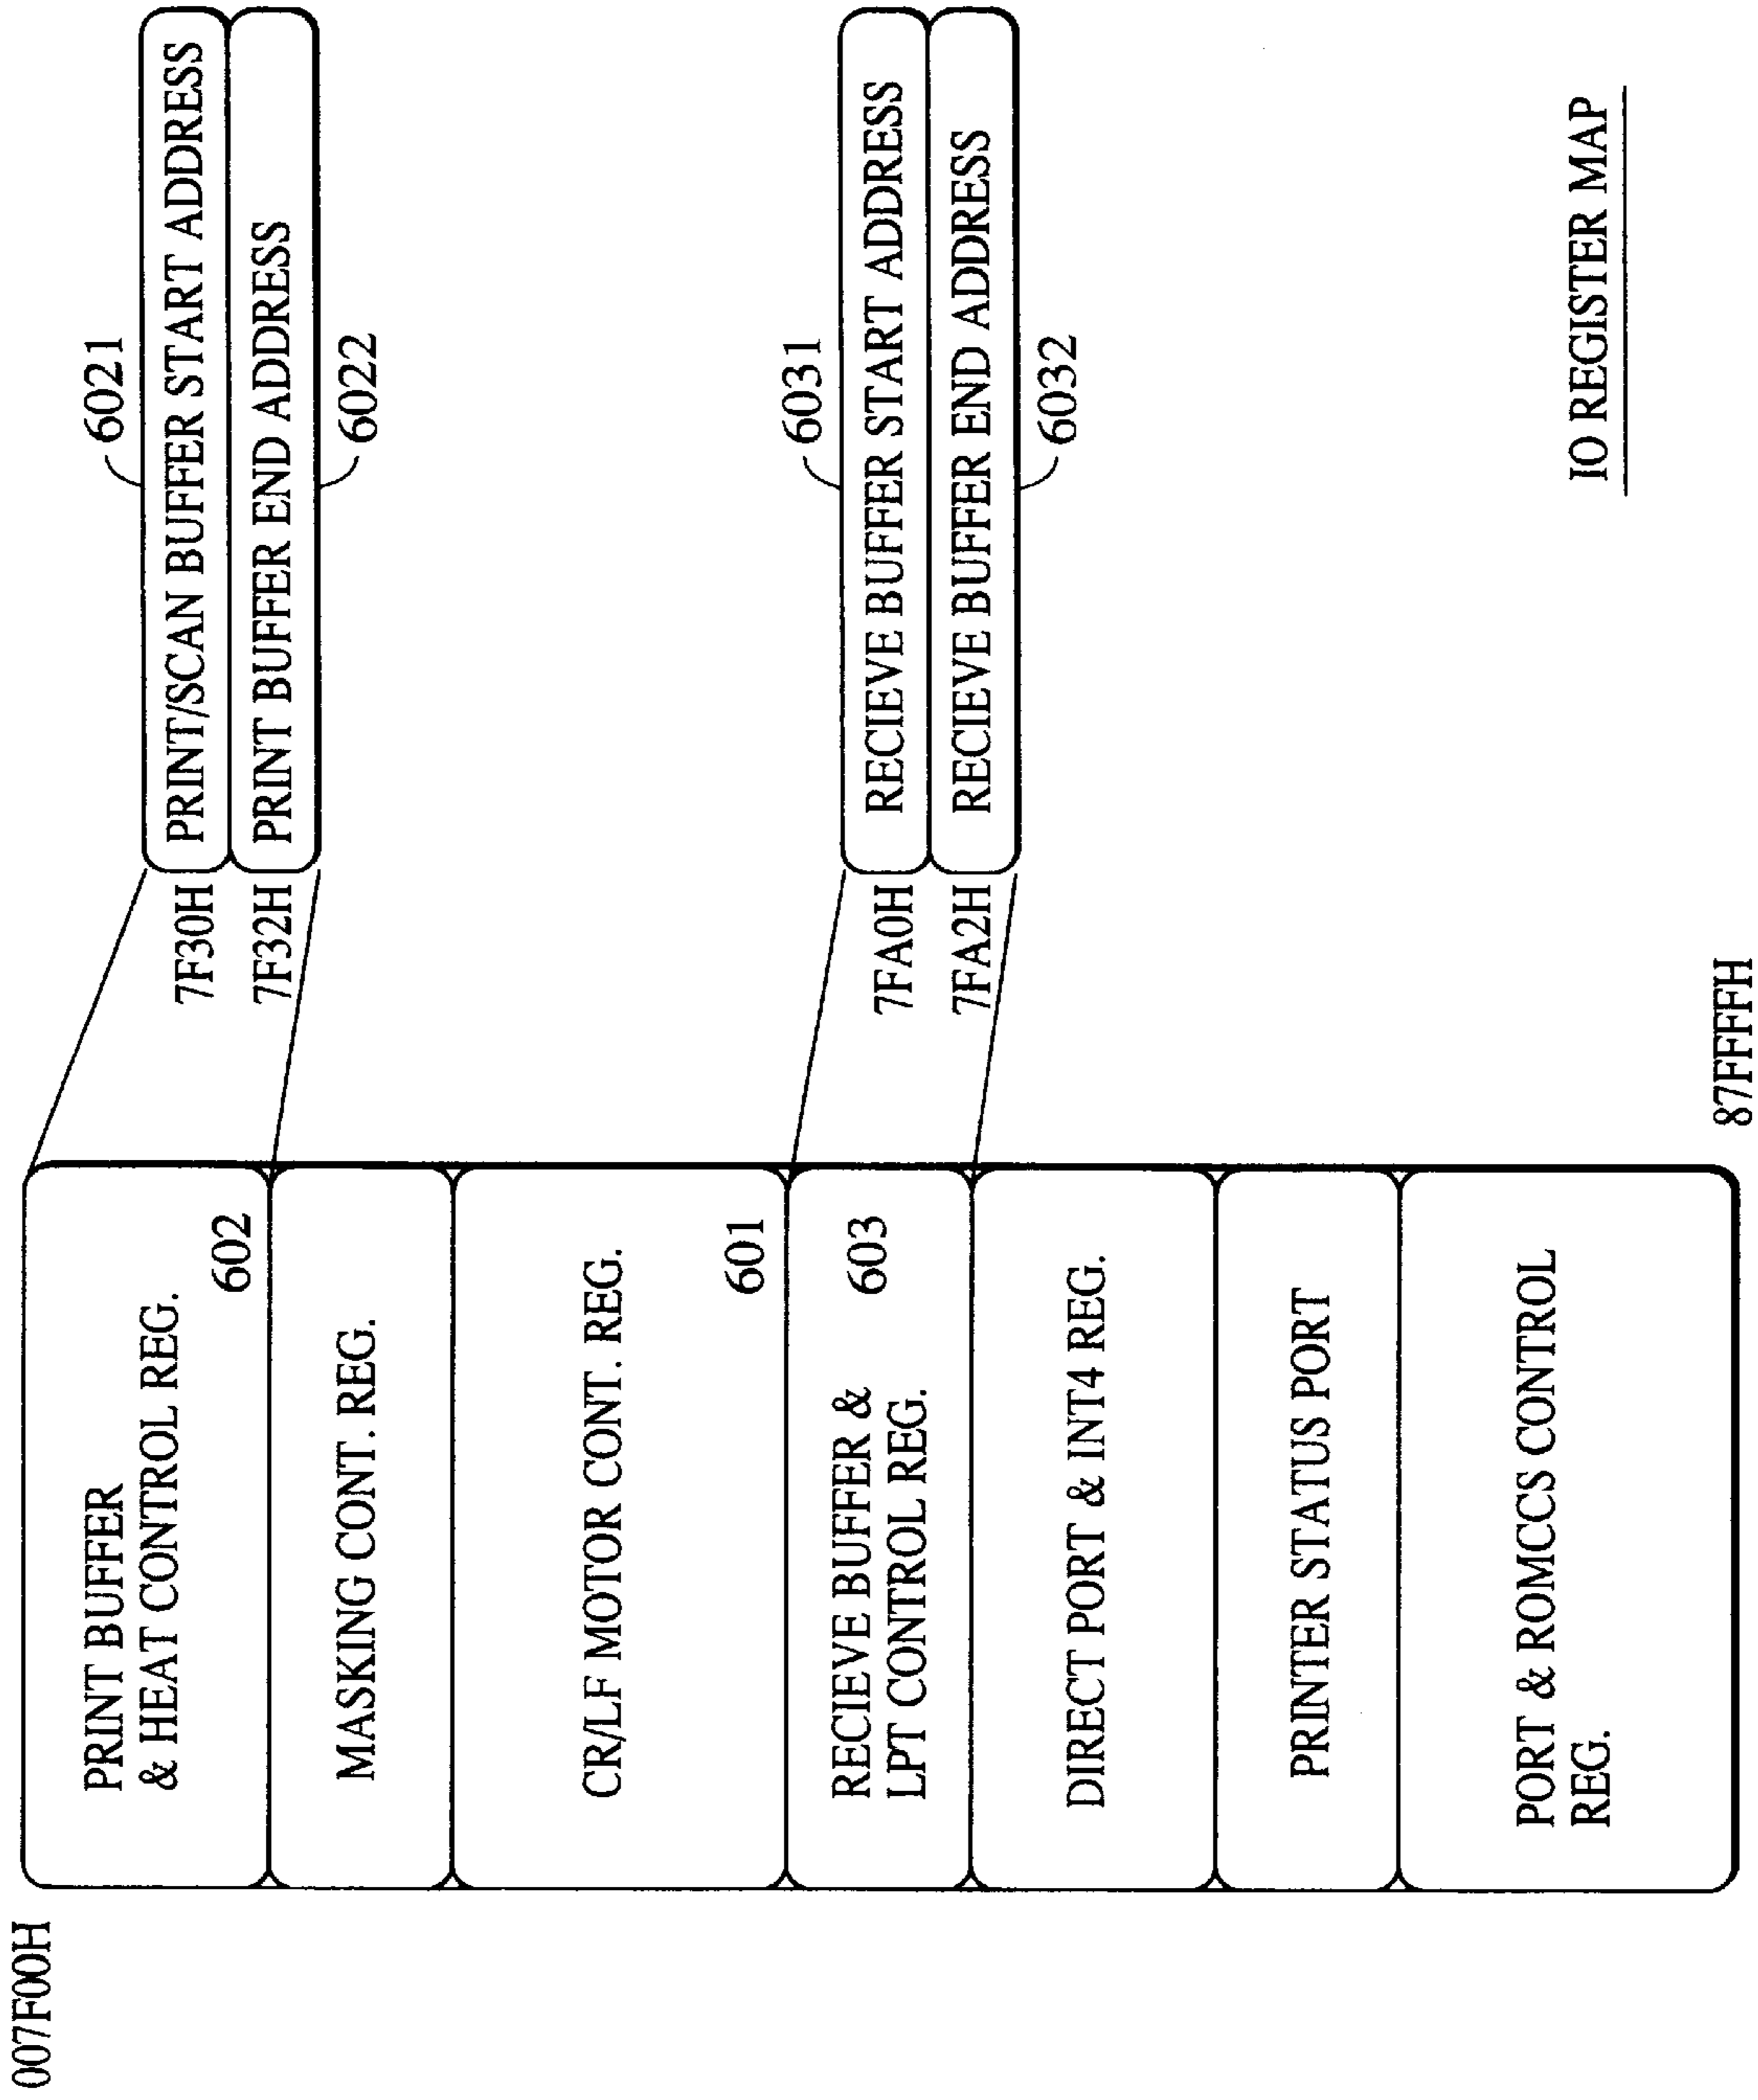 007F00H
PRINT BUFFER
& HEAT CONTROL REG.
602
MASKING CONT. REG.
CR/LF MOTOR CONT. REG.
601
RECIEVE BUFFER &
LPT CONTROL REG.
603
DIRECT PORT & INT4 REG.
PRINTER STATUS PORT
PORT & ROMCCS CONTROL
REG.
87FFFH
6021
7F30H PRINT/SCAN BUFFER START ADDRESS
7F32H PRINT BUFFER END ADDRESS
6022
6031
7FA0H RECIEVE BUFFER START ADDRESS
7FA2H RECIEVE BUFFER END ADDRESS
6032
IO REGISTER MAP